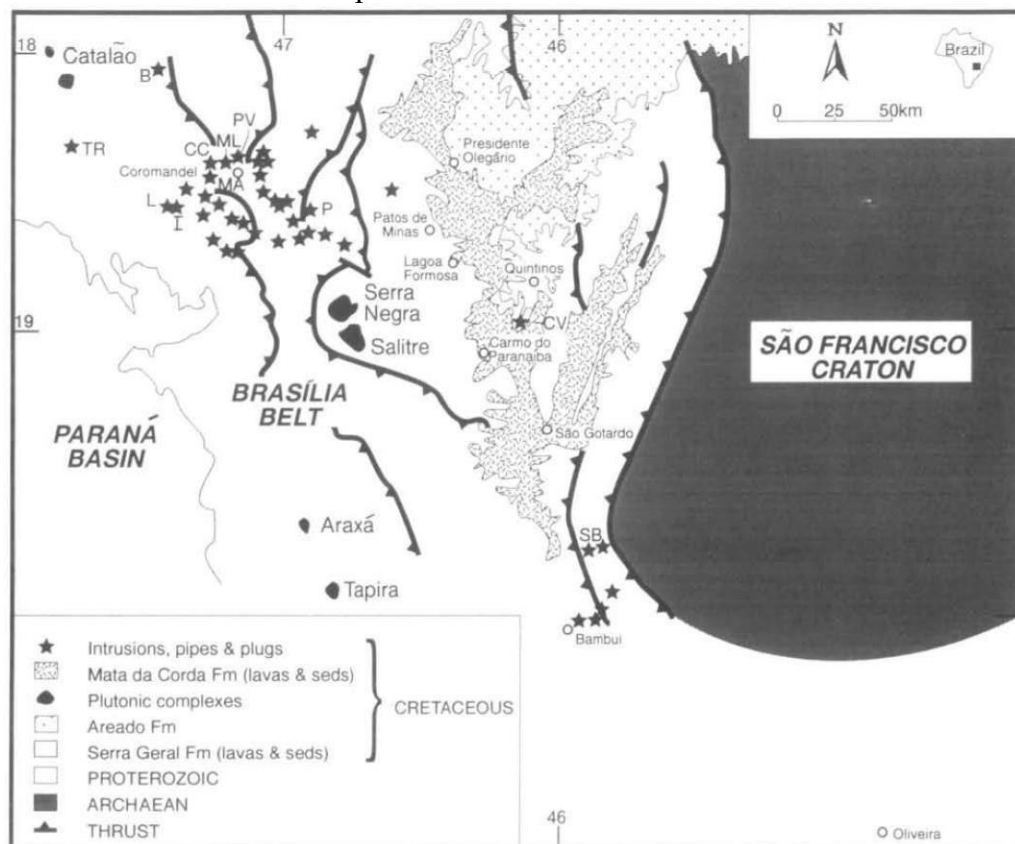 18
47
46
Brazil
0 25 50km
Catalão
B
PV
ML
CC
TR
Coromandel
MA
L
I
P
Presidente
Olegário
Patos de
Minas
Lagoa
Formosa
Quintinos
Serra
Negra
Salitre
CV
Carmo do
Paranaiba
19
SÃO FRANCISCO
CRATON
BRASÍLIA
BELT
PARANÁ
BASIN
São Gotardo
Araxá
SB
Tapira
Bambui
Intrusions, pipes & plugs
Mata da Corda Fm (lavas & seds)
Plutonic complexes
CRETACEOUS
Areado Fm
Serra Geral Fm (lavas & seds)
PROTEROZOIC
ARCHAEAN
THRUST
46
Oliveira